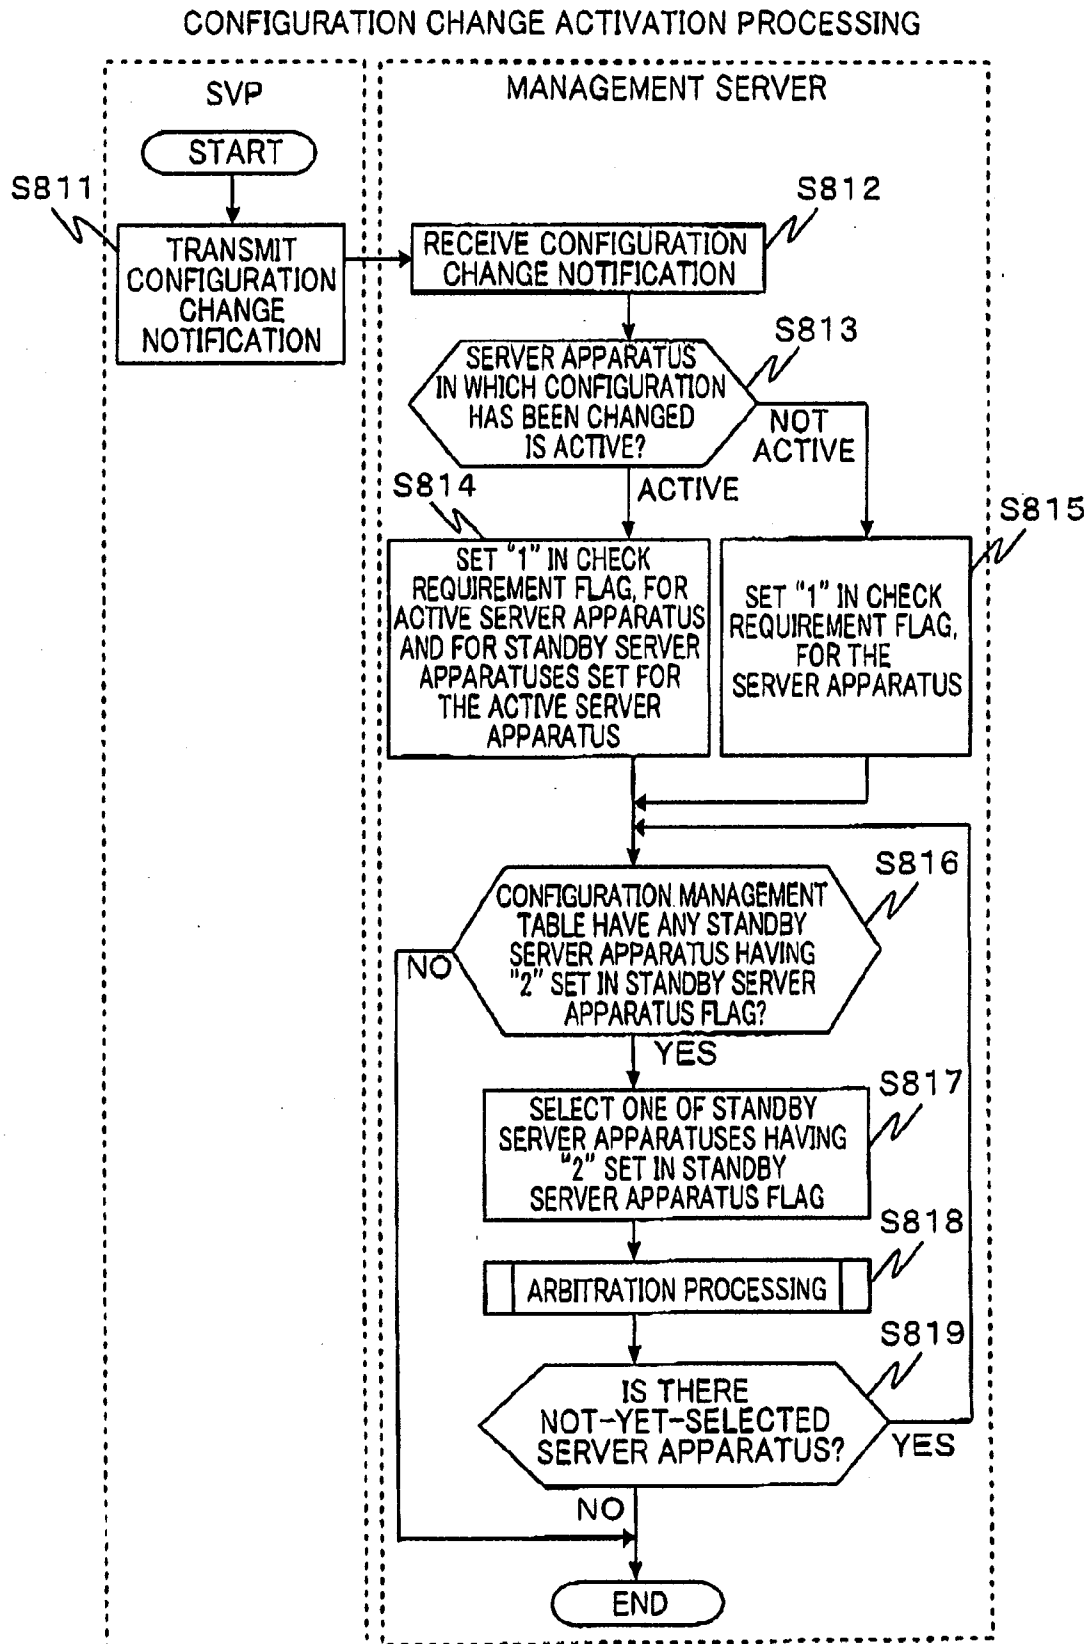 CONFIGURATION CHANGE ACTIVATION PROCESSING
SVP
MANAGEMENT SERVER
START
S811
TRANSMIT
CONFIGURATION
CHANGE
NOTIFICATION
S812
RECEIVE CONFIGURATION
CHANGE NOTIFICATION
S813
SERVER APPARATUS
IN WHICH CONFIGURATION
HAS BEEN CHANGED
IS ACTIVE?
NOT
ACTIVE
ACTIVE
S814
SET "1" IN CHECK
REQUIREMENT FLAG, FOR
ACTIVE SERVER APPARATUS
AND FOR STANDBY SERVER
APPARATUSES SET FOR
THE ACTIVE SERVER
APPARATUS
S815
SET "1" IN CHECK
REQUIREMENT FLAG,
FOR THE
SERVER APPARATUS
S816
CONFIGURATION MANAGEMENT
TABLE HAVE ANY STANDBY
SERVER APPARATUS HAVING
"2" SET IN STANDBY SERVER
APPARATUS FLAG?
NO
YES
S817
SELECT ONE OF STANDBY
SERVER APPARATUSES HAVING
"2" SET IN STANDBY
SERVER APPARATUS FLAG
S818
ARBITRATION PROCESSING
S819
IS THERE
NOT-YET-SELECTED
SERVER APPARATUS?
YES
NO
END